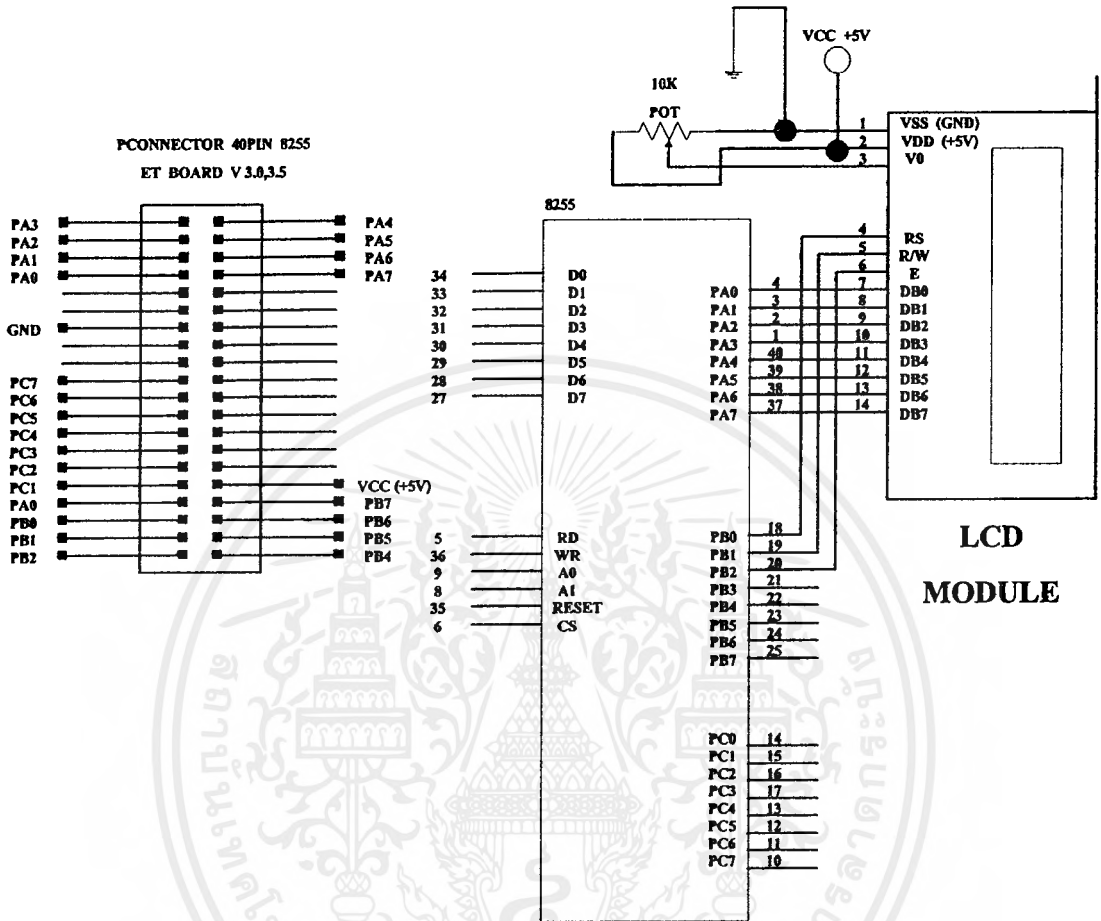 VCC +5V
10K
POT
1 VSS (GND)
2 VDD (+5V)
3 V0
PCONNECTOR 40PIN 8255
ET BOARD V 3.0,3.5
8255
PA3 PA4
PA2 PA5
PA1 PA6
PA0 PA7
GND
PC7
PC6
PC5
PC4
PC3
PC2
PC1 VCC (+5V)
PA0 PB7
PB0 PB6
PB1 PB5
PB2 PB4
34 D0
33 D1
32 D2
31 D3
30 D4
29 D5
28 D6
27 D7
5 RD
36 WR
9 A0
8 A1
35 RESET
6 CS
4 RS
5 R/W
6 E
PA0 4 7 DB0
PA1 3 8 DB1
PA2 2 9 DB2
PA3 1 10 DB3
PA4 40 11 DB4
PA5 39 12 DB5
PA6 38 13 DB6
PA7 37 14 DB7
PB0 18
PB1 19
PB2 20
PB3 21
PB4 22
PB5 23
PB6 24
PB7 25
PC0 14
PC1 15
PC2 16
PC3 17
PC4 13
PC5 12
PC6 11
PC7 10
LCD
MODULE